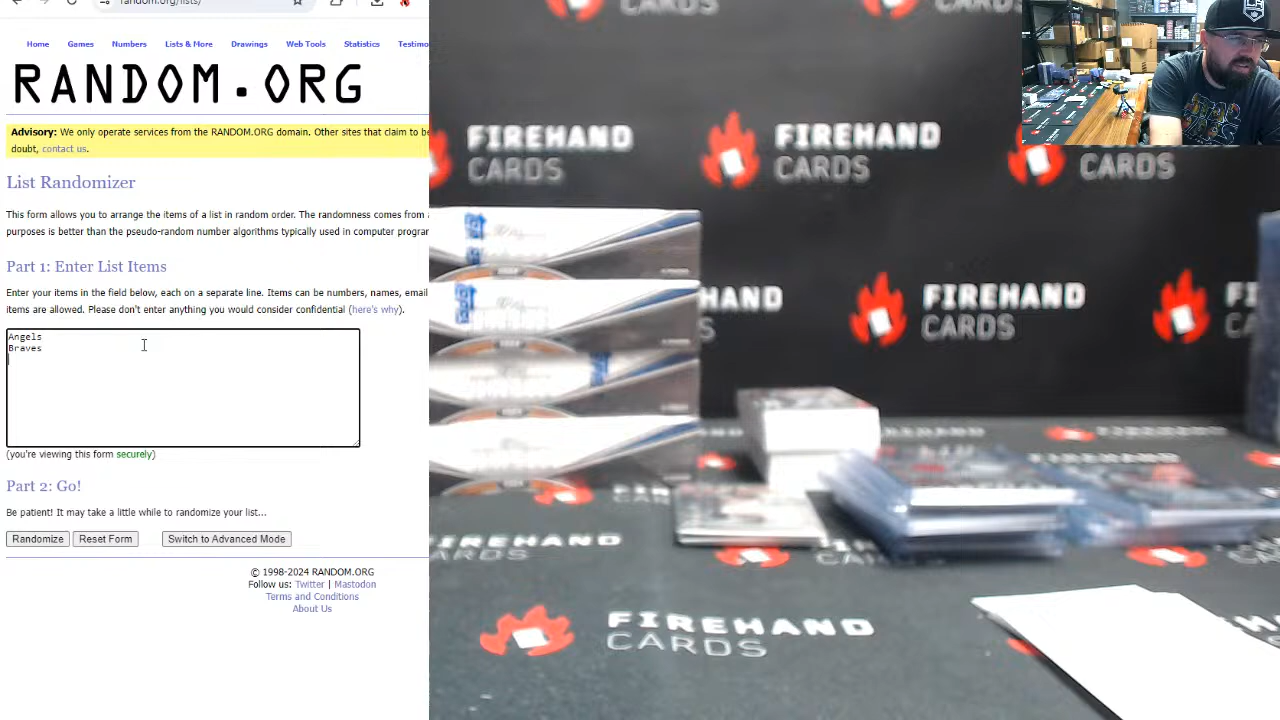 random.org/lists/
Home Games Numbers Lists & More Drawings Web Tools Statistics Testimo
RANDOM.ORG
Advisory: We only operate services from the RANDOM.ORG domain. Other sites that claim to be
doubt, contact us.
List Randomizer
This form allows you to arrange the items of a list in random order. The randomness comes from
purposes is better than the pseudo-random number algorithms typically used in computer program
Part 1: Enter List Items
Enter your items in the field below, each on a separate line. Items can be numbers, names, email
items are allowed. Please don't enter anything you would consider confidential (here's why).
Angels
Braves
(you're viewing this form securely)
Part 2: Go!
Be patient! It may take a little while to randomize your list...
Randomize Reset Form Switch to Advanced Mode
© 1998-2024 RANDOM.ORG
Follow us: Twitter | Mastodon
Terms and Conditions
About Us
CARDS
FIREHAND
CARDS
FIREHAND
CARDS
CARDS
HAND
CARDS
FIREHAND
CARDS
FIREHAND
CARDS